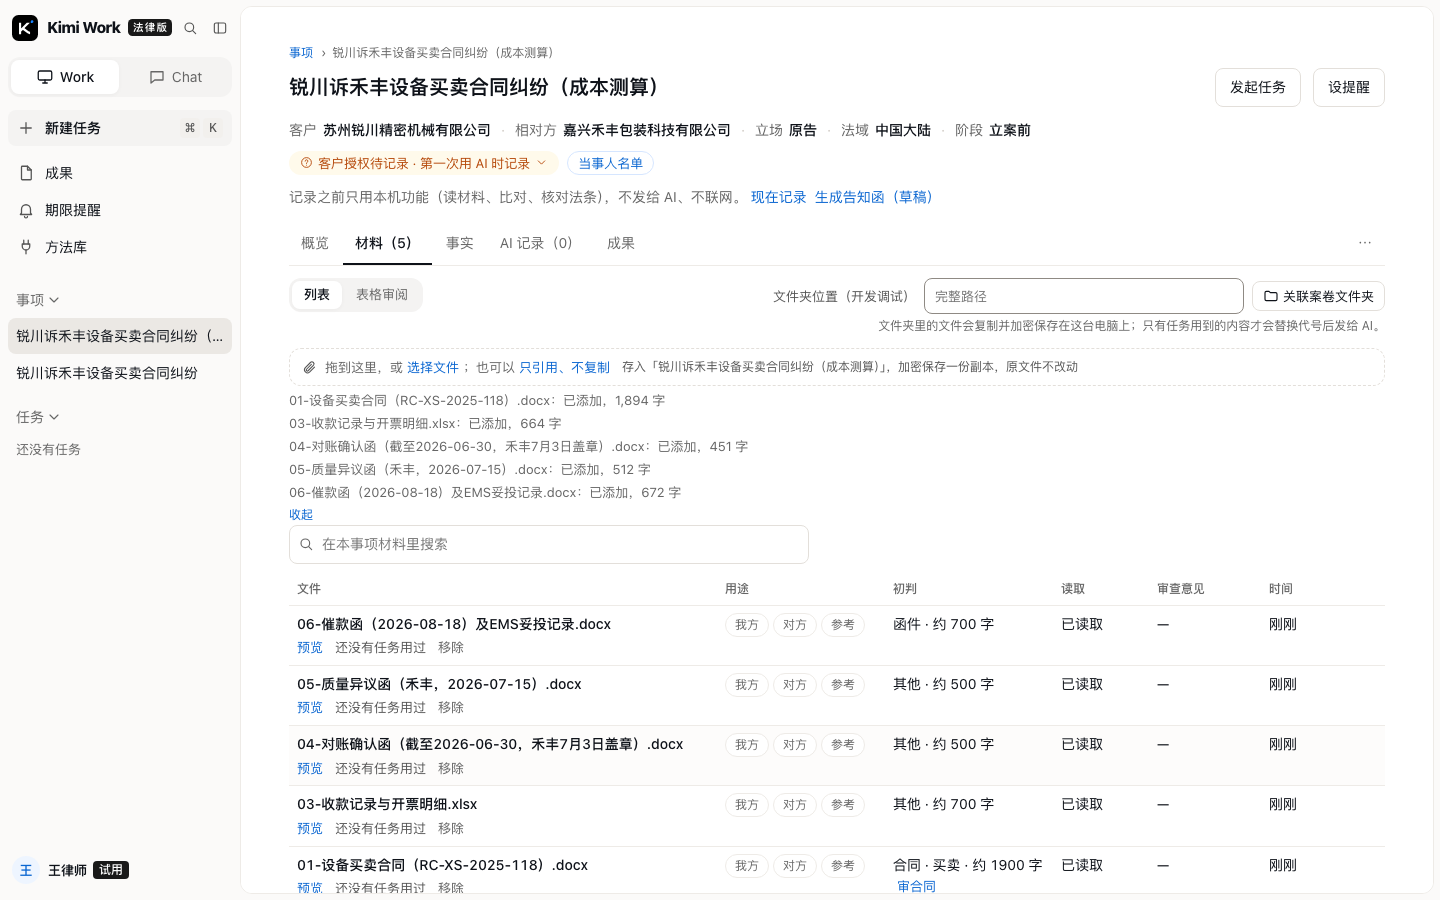 Kimi Work 法律版
Work Chat
新建任务 ⌘ K
成果
期限提醒
方法库
事项
锐川诉禾丰设备买卖合同纠纷（...
锐川诉禾丰设备买卖合同纠纷
任务
还没有任务
王 王律师 试用
事项 › 锐川诉禾丰设备买卖合同纠纷（成本测算）
锐川诉禾丰设备买卖合同纠纷（成本测算）
发起任务 设提醒
客户 苏州锐川精密机械有限公司 · 相对方 嘉兴禾丰包装科技有限公司 · 立场 原告 · 法域 中国大陆 · 阶段 立案前
客户授权待记录 · 第一次用 AI 时记录 当事人名单
记录之前只用本机功能（读材料、比对、核对法条），不发给 AI、不联网。 现在记录 生成告知函（草稿）
概览 材料（5） 事实 AI 记录（0） 成果 ···
列表 表格审阅 文件夹位置（开发调试） 完整路径 关联案卷文件夹
文件夹里的文件会复制并加密保存在这台电脑上；只有任务用到的内容才会替换代号后发给 AI。
拖到这里，或 选择文件 ；也可以 只引用、不复制 存入「锐川诉禾丰设备买卖合同纠纷（成本测算）」，加密保存一份副本，原文件不改动
01-设备买卖合同（RC-XS-2025-118）.docx：已添加，1,894 字
03-收款记录与开票明细.xlsx：已添加，664 字
04-对账确认函（截至2026-06-30，禾丰7月3日盖章）.docx：已添加，451 字
05-质量异议函（禾丰，2026-07-15）.docx：已添加，512 字
06-催款函（2026-08-18）及EMS妥投记录.docx：已添加，672 字
收起
在本事项材料里搜索
文件 用途 初判 读取 审查意见 时间
06-催款函（2026-08-18）及EMS妥投记录.docx 我方 对方 参考 函件 · 约 700 字 已读取 — 刚刚
预览 还没有任务用过 移除
05-质量异议函（禾丰，2026-07-15）.docx 我方 对方 参考 其他 · 约 500 字 已读取 — 刚刚
预览 还没有任务用过 移除
04-对账确认函（截至2026-06-30，禾丰7月3日盖章）.docx 我方 对方 参考 其他 · 约 500 字 已读取 — 刚刚
预览 还没有任务用过 移除
03-收款记录与开票明细.xlsx 我方 对方 参考 其他 · 约 700 字 已读取 — 刚刚
预览 还没有任务用过 移除
01-设备买卖合同（RC-XS-2025-118）.docx 我方 对方 参考 合同 · 买卖 · 约 1900 字 已读取 — 刚刚
预览 还没有任务用过 移除 审合同